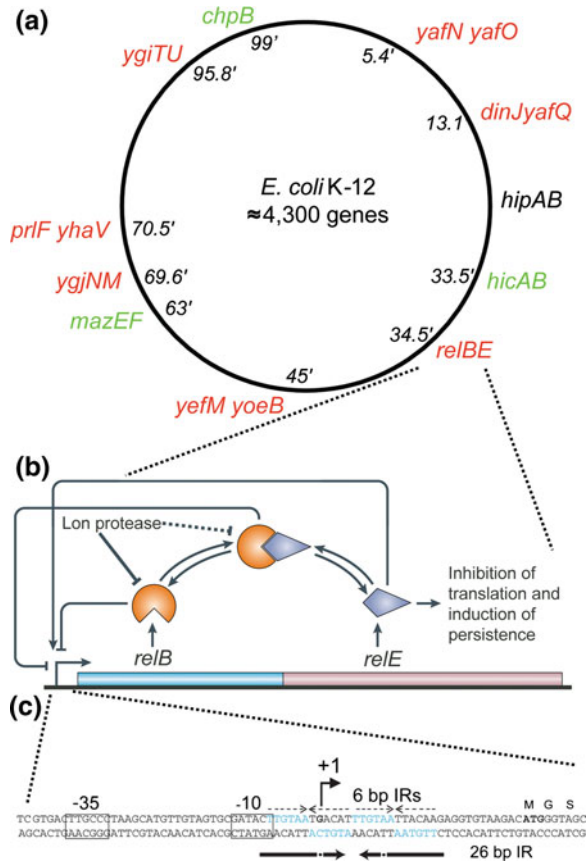 (a)
chpB
ygiTU
99'
95.8'
5.4'
yafN yafO
13.1
dinJyafQ
E. coli K-12
≈4,300 genes
hipAB
prlF yhaV
70.5'
ygjNM
69.6'
mazEF
63'
33.5'
hicAB
34.5'
relBE
45'
yefM yoeB
(b)
Lon protease
Inhibition of
translation and
induction of
persistence
relB
relE
(c)
+1
-35
-10
6 bp IRs
M G S
TCGTGACTTGCCCTAAGCATGTTGTAGTGCGATACTTGTAATGACATTTGTAATTACAAGAGGTGTAAGACATGGGTAGC
AGCACTGAACGGGATTCGTACAACATCACGCTATGAACATTACTGTAAACATTAATGTTCTCCACATTCTGTACCCATCG
26 bp IR